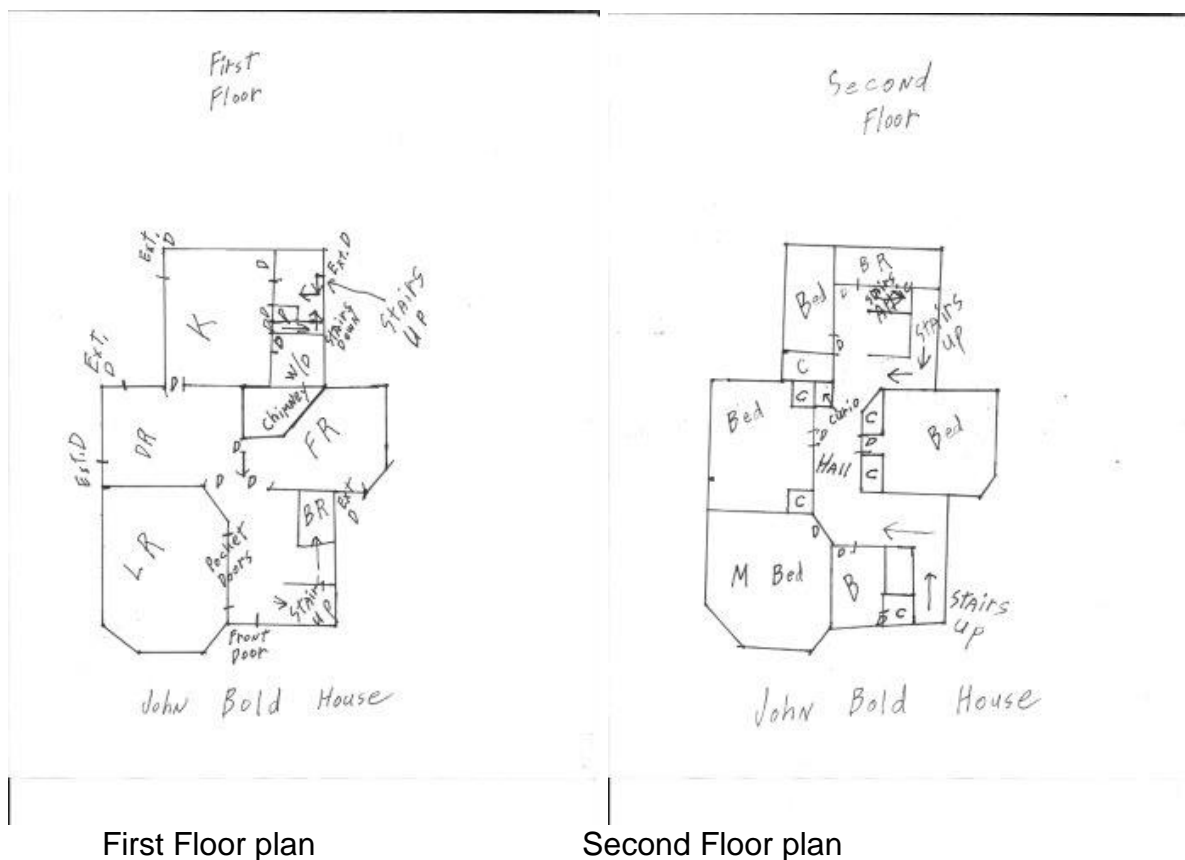 First
Floor
Ext. D
D
Ext. D
K
D
P
D
D
Stairs
Down
Stairs
Up
W/D
Ext.
D
D
Chimney
Ext. D
DR
D
FR
D
D
LR
Pocket
Doors
BR
Ext
D
Stairs
Up
Front
Door
John Bold House
Second
Floor
BR
Bed
D
Stairs
Stairs
Up
D
C
C
Curio
Bed
D
Hall
C
D
C
Bed
C
D
D
M Bed
B
D
C
Stairs
Up
John Bold House
First Floor plan
Second Floor plan